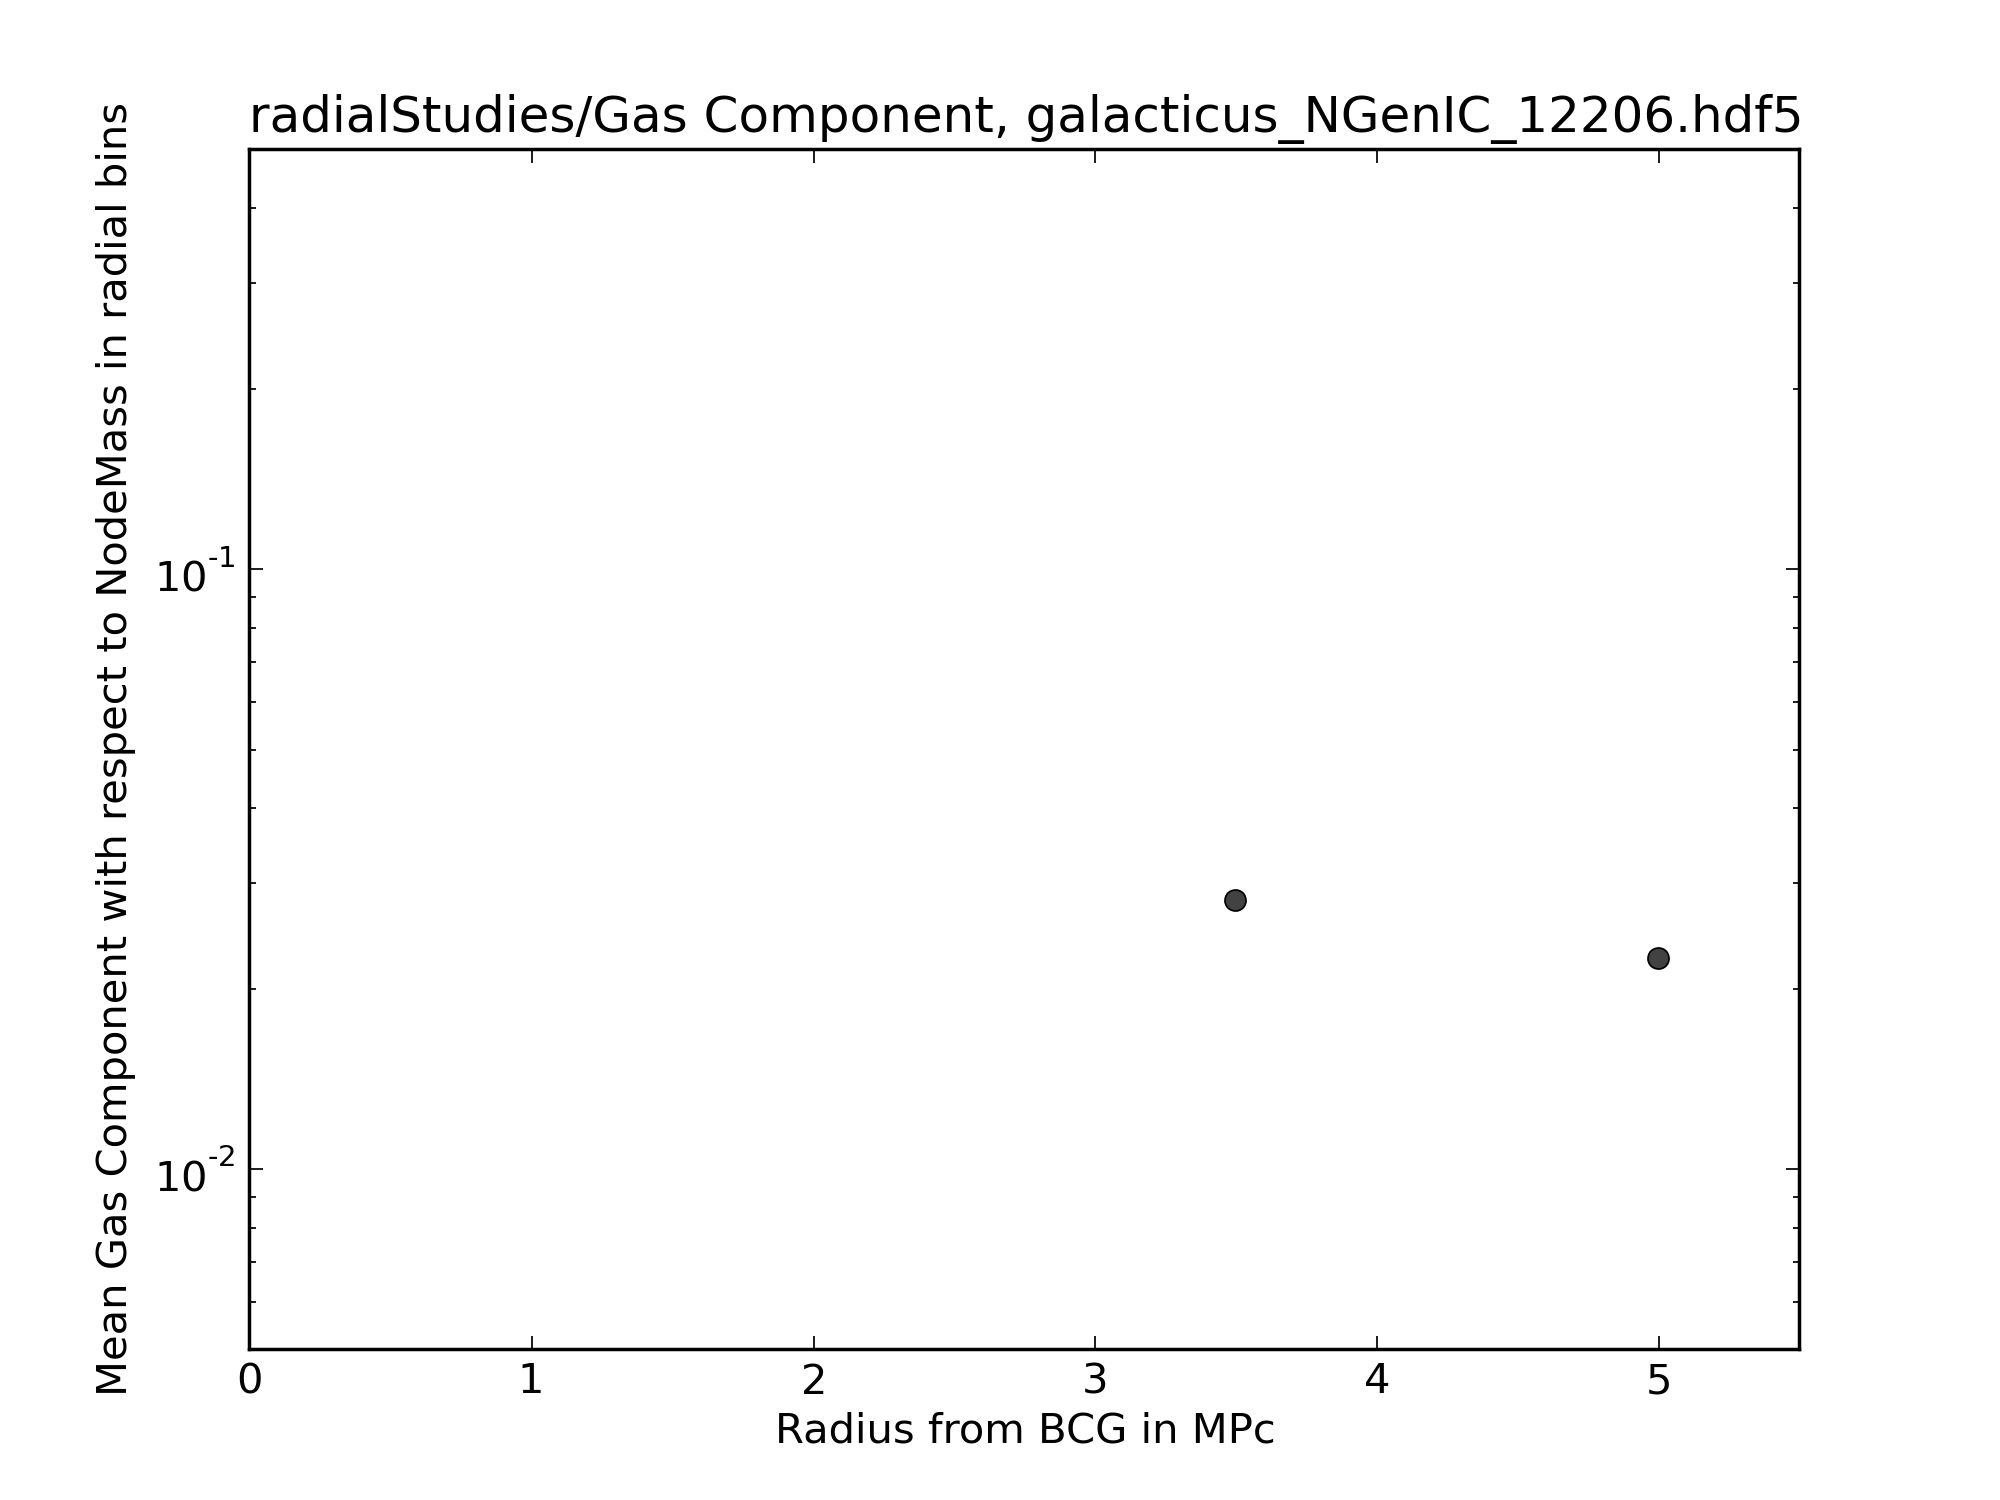 radialStudies/Gas Component, galacticus_NGenIC_12206.hdf5
Mean Gas Component with respect to NodeMass in radial bins
10^-1
10^-2
0 1 2 3 4 5
Radius from BCG in MPc